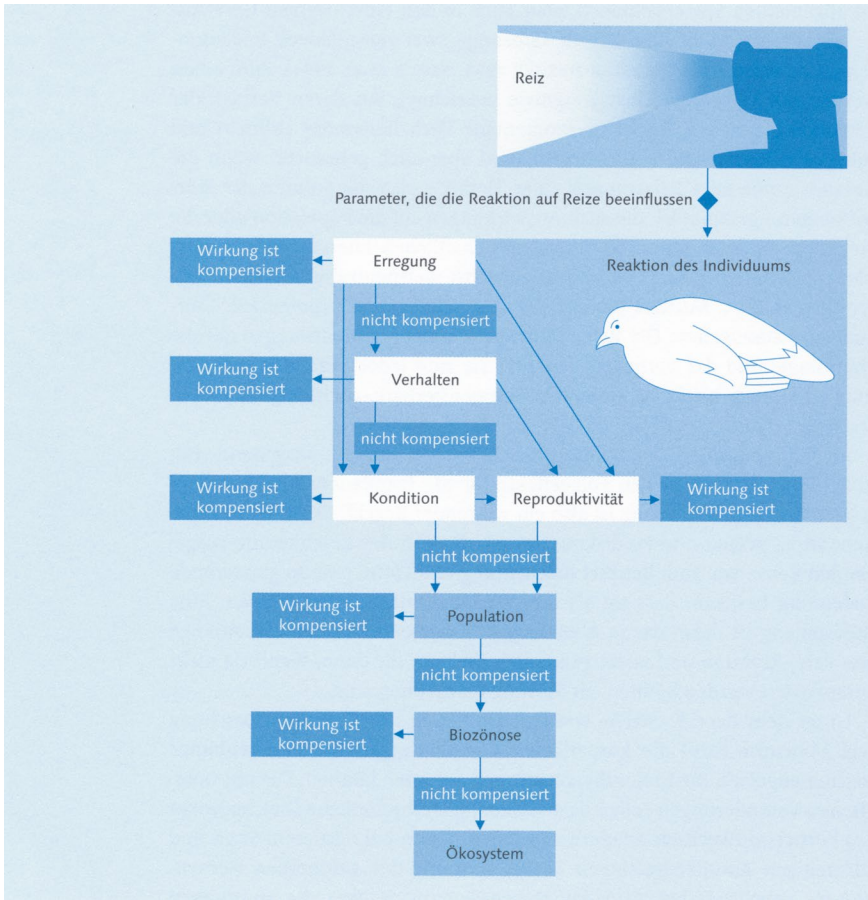 Reiz
Parameter, die die Reaktion auf Reize beeinflussen
Wirkung ist
kompensiert
Erregung
Reaktion des Individuums
nicht kompensiert
Wirkung ist
kompensiert
Verhalten
nicht kompensiert
Wirkung ist
kompensiert
Kondition
Reproduktivität
Wirkung ist
kompensiert
nicht kompensiert
Wirkung ist
kompensiert
Population
nicht kompensiert
Wirkung ist
kompensiert
Biozönose
nicht kompensiert
Ökosystem